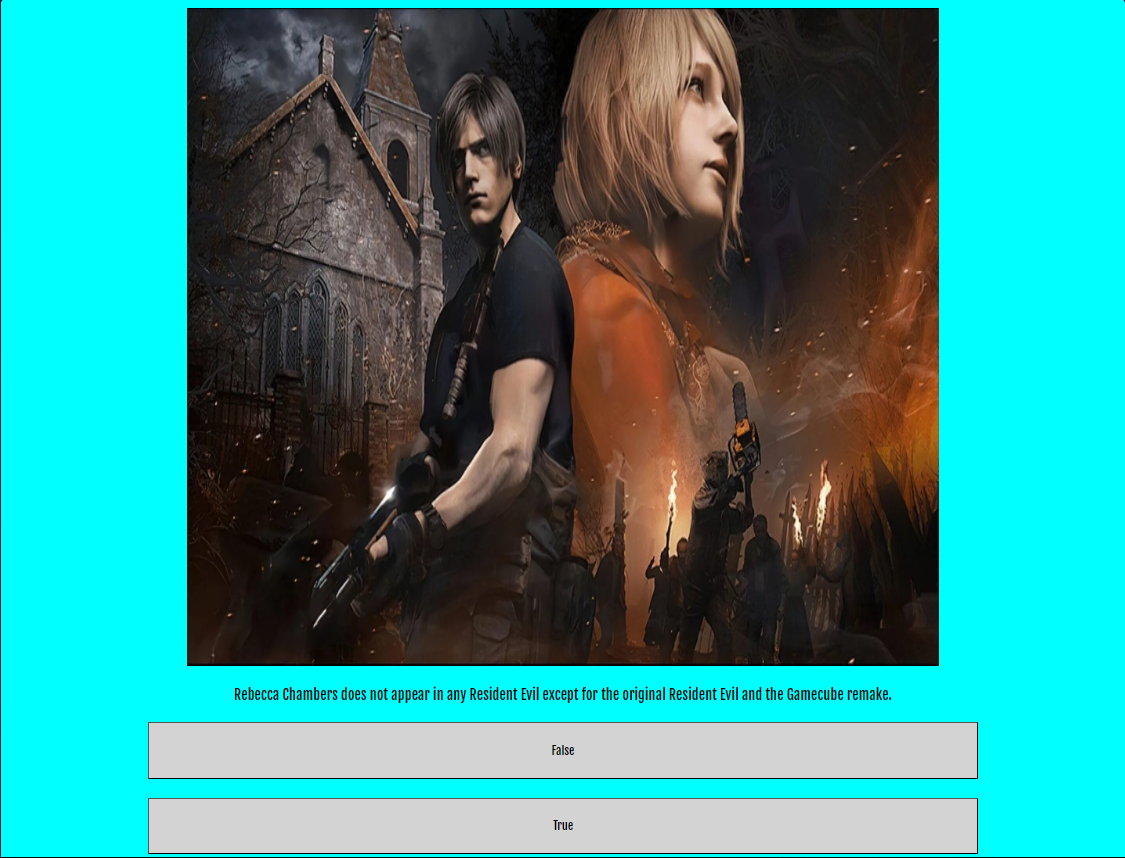 Rebecca Chambers does not appear in any Resident Evil except for the original Resident Evil and the Gamecube remake.
False
True